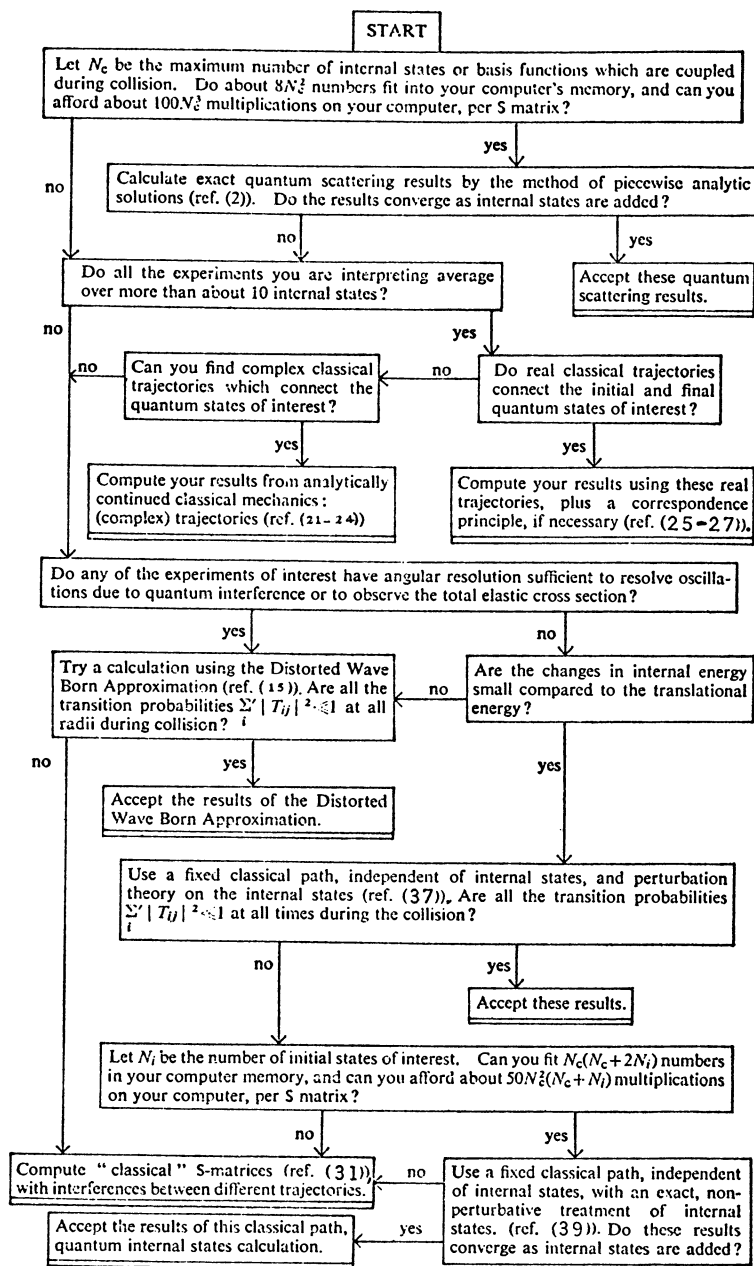 START
Let Nc be the maximum number of internal states or basis functions which are coupled
during collision. Do about 8Nc² numbers fit into your computer's memory, and can you
afford about 100Nc³ multiplications on your computer, per S matrix?
no
yes
Calculate exact quantum scattering results by the method of piecewise analytic
solutions (ref. (2)). Do the results converge as internal states are added?
no
yes
Do all the experiments you are interpreting average
over more than about 10 internal states?
Accept these quantum
scattering results.
no
yes
no
Can you find complex classical
trajectories which connect the
quantum states of interest?
no
Do real classical trajectories
connect the initial and final
quantum states of interest?
yes
yes
Compute your results from analytically
continued classical mechanics:
(complex) trajectories (ref. (21-24))
Compute your results using these real
trajectories, plus a correspondence
principle, if necessary (ref. (25-27)).
Do any of the experiments of interest have angular resolution sufficient to resolve oscilla-
tions due to quantum interference or to observe the total elastic cross section?
yes
no
Try a calculation using the Distorted Wave
Born Approximation (ref. (15)). Are all the
transition probabilities Σ′ | Tij | ² ≪ 1 at all
i
radii during collision?
no
Are the changes in internal energy
small compared to the translational
energy?
no
yes
yes
Accept the results of the Distorted
Wave Born Approximation.
Use a fixed classical path, independent of internal states, and perturbation
theory on the internal states (ref. (37)). Are all the transition probabilities
Σ′ | Tij | ² ≪ 1 at all times during the collision?
i
no
yes
Accept these results.
Let Ni be the number of initial states of interest. Can you fit Nc(Nc+2Ni) numbers
in your computer memory, and can you afford about 50Nc²(Nc+Ni) multiplications
on your computer, per S matrix?
no
yes
Compute "classical" S-matrices (ref. (31))
with interferences between different trajectories.
no
Use a fixed classical path, independent
of internal states, with an exact, non-
perturbative treatment of internal
states. (ref. (39)). Do these results
converge as internal states are added?
Accept the results of this classical path,
quantum internal states calculation.
yes